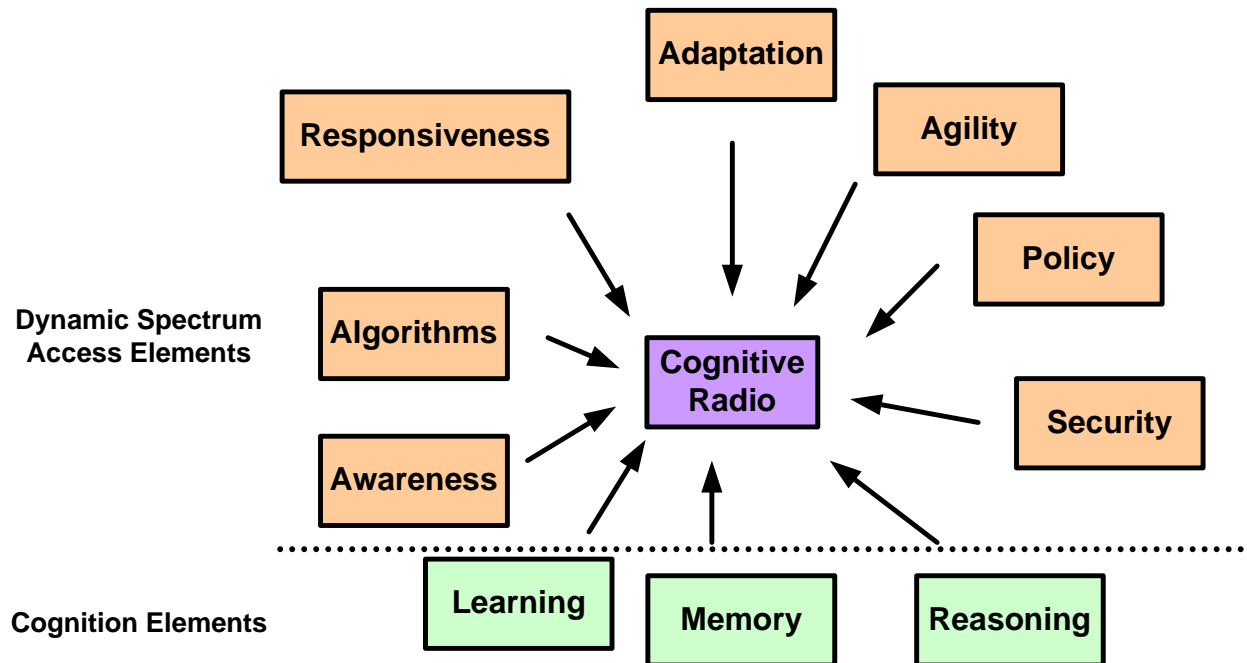 Adaptation
Responsiveness
Agility
Policy
Dynamic Spectrum
Access Elements
Algorithms
Cognitive
Radio
Security
Awareness
Learning
Memory
Reasoning
Cognition Elements